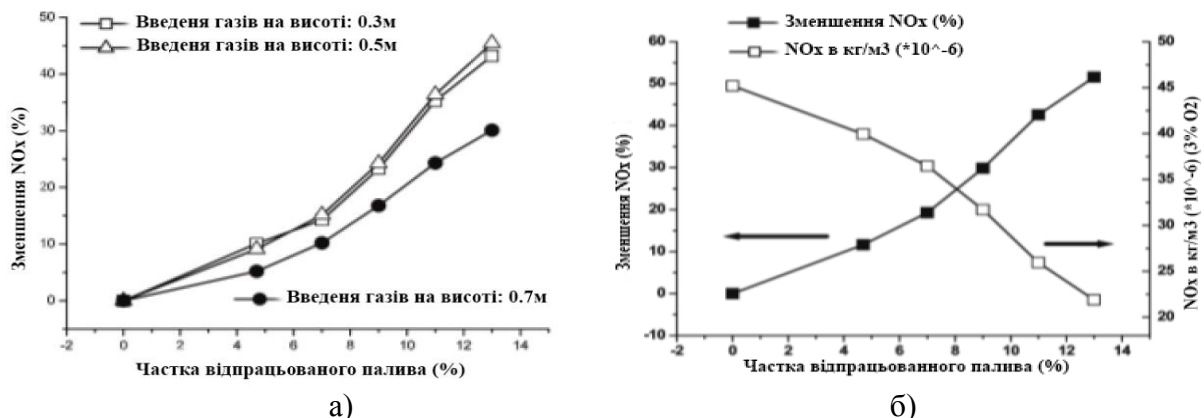 Введеня газів на висоті: 0.3м
Введеня газів на висоті: 0.5м
Зменшення NOx (%)
50
40
30
20
10
0
Введеня газів на висоті: 0.7м
-2 0 2 4 6 8 10 12 14
Частка відпрацьованного палива (%)
а)
Зменшення NOx (%)
NOx в кг/м3 (*10^-6)
Зменшення NOx (%)
60
50
40
30
20
10
0
-10
50
45
40
35
30
25
20
NOx в кг/м3 (*10^-6) (3% O2)
-2 0 2 4 6 8 10 12 14
Частка відпрацьованного палива (%)
б)